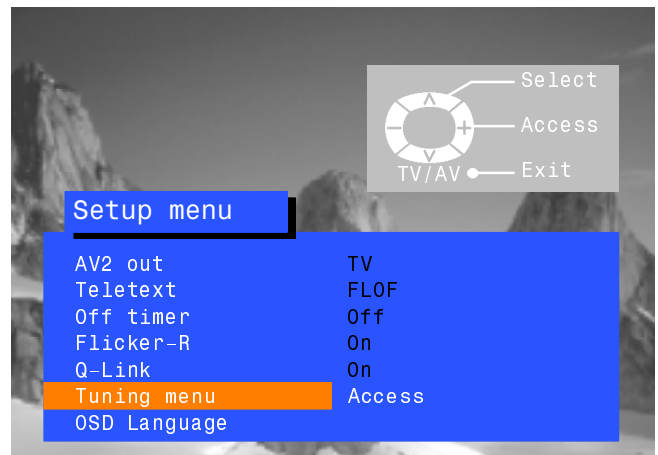 Select
Access
TV/AV Exit
Setup menu
AV2 out TV
Teletext FLOF
Off timer Off
Flicker-R On
Q-Link On
Tuning menu Access
OSD Language